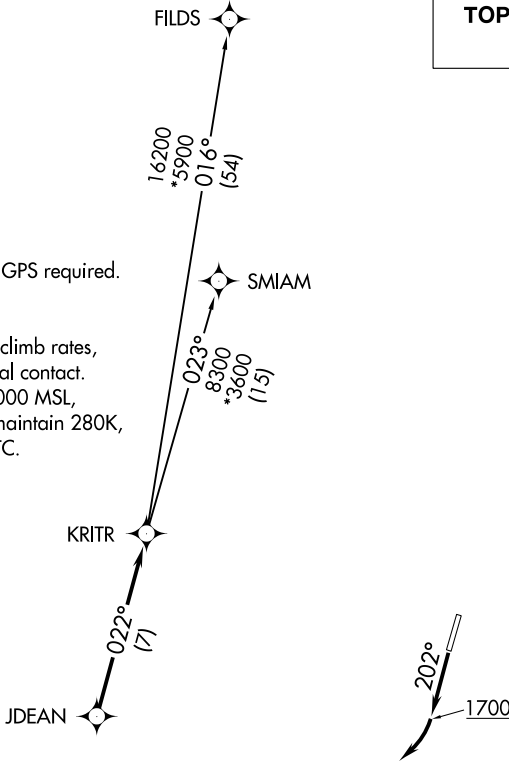 FILDS
TOP
16200
*5900
016°
(54)
GPS required.
SMIAM
climb rates,
al contact.
000 MSL,
maintain 280K,
TC.
023°
8300
*3600
(15)
KRITR
022°
(7)
JDEAN
202°
1700